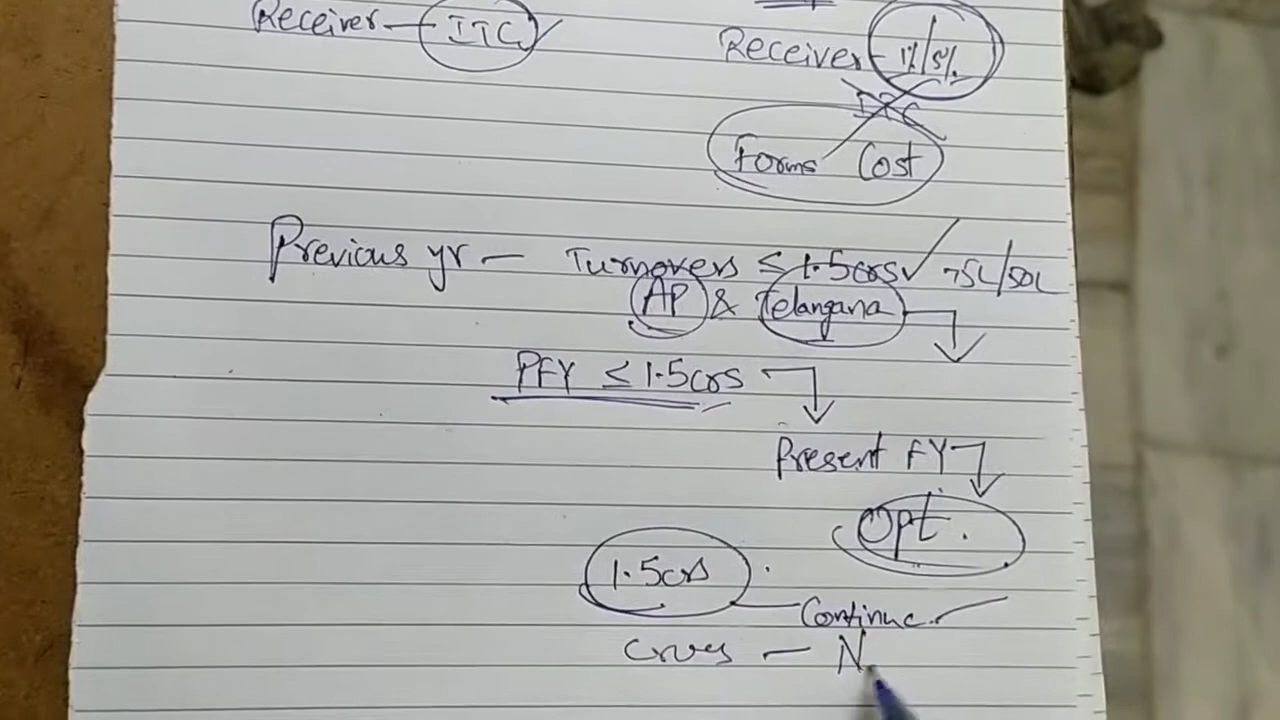 Receiver — ITC ✓
Receiver 1%/5%
ITC
Forms Cost
Previous yr — Turnovers ≤ 1.5crs ✓ 75L/50L
AP & Telangana
PFY ≤ 1.5crs
Present FY
Opt.
1.5crs
Continue
— N